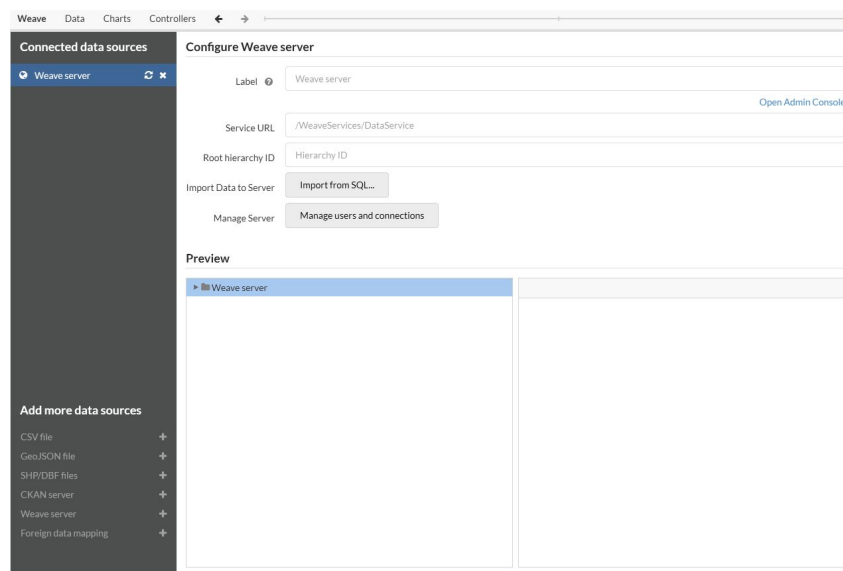 Weave Data Charts Controllers
Connected data sources
Weave server
Add more data sources
CSV file
GeoJSON file
SHP/DBF files
CKAN server
Weave server
Foreign data mapping
Configure Weave server
Label Weave server
Open Admin Console
Service URL /WeaveServices/DataService
Root hierarchy ID Hierarchy ID
Import Data to Server Import from SQL...
Manage Server Manage users and connections
Preview
Weave server